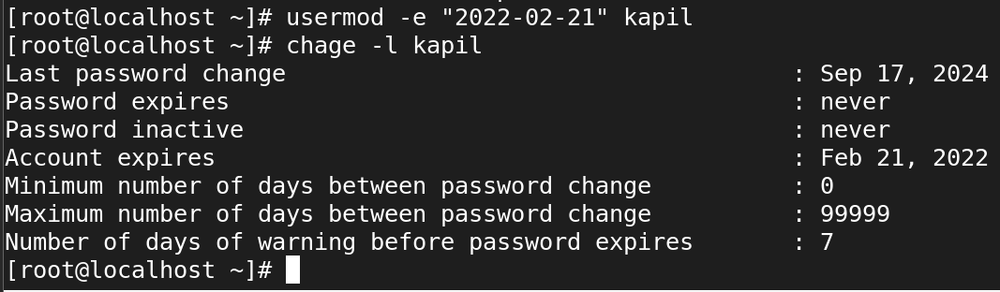 [root@localhost ~]# usermod -e "2022-02-21" kapil
[root@localhost ~]# chage -l kapil
Last password change : Sep 17, 2024
Password expires : never
Password inactive : never
Account expires : Feb 21, 2022
Minimum number of days between password change : 0
Maximum number of days between password change : 99999
Number of days of warning before password expires : 7
[root@localhost ~]#